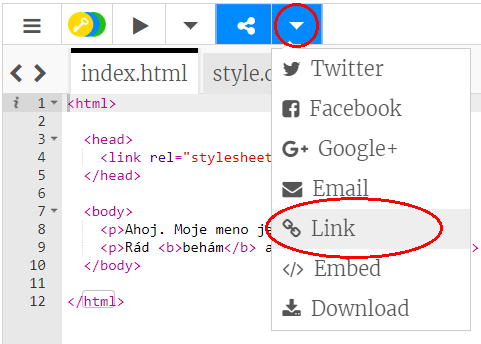 index.html style.
Twitter
Facebook
Google+
Email
Link
Embed
Download
i 1 <html>
2
3 <head>
4 <link rel="stylesheet
5 </head>
6
7 <body>
8 <p>Ahoj. Moje meno
9 <p>Rád <b>behám</b> a >
10 </body>
11
12 </html>